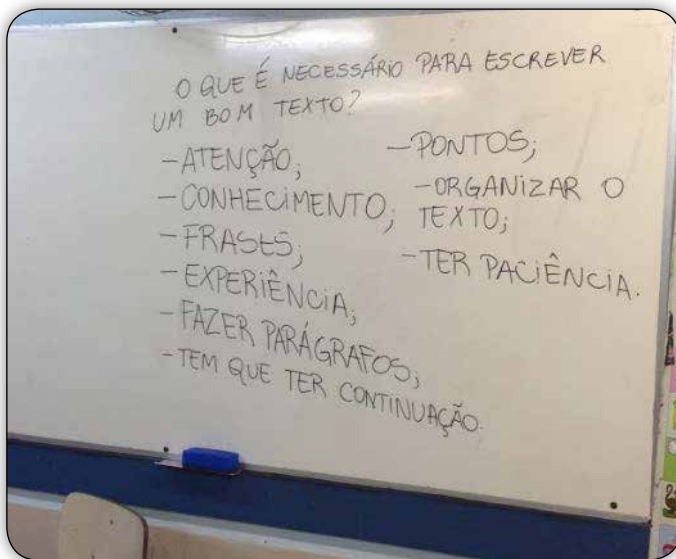 O QUE É NECESSÁRIO PARA ESCREVER
UM BOM TEXTO?
-ATENÇÃO;
-CONHECIMENTO;
-FRASES;
-EXPERIÊNCIA;
-FAZER PARÁGRAFOS;
-TEM QUE TER CONTINUAÇÃO.
-PONTOS;
-ORGANIZAR O
TEXTO;
-TER PACIÊNCIA.